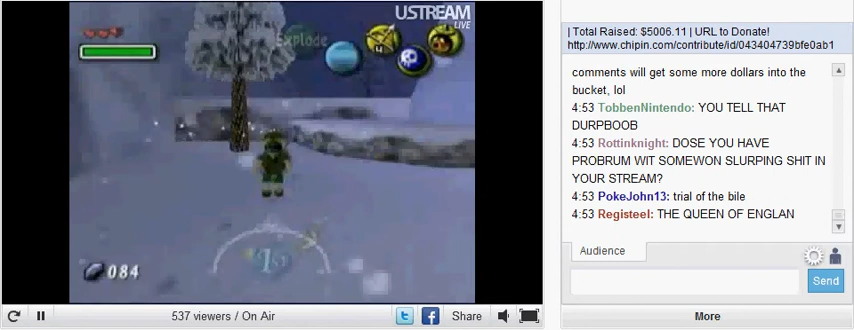 USTREAM
LIVE
Explode
4
084
537 viewers / On Air
Share
| Total Raised: $5006.11 | URL to Donate!
http://www.chipin.com/contribute/id/043404739bfe0ab1
comments will get some more dollars into the
bucket, lol
4:53 TobbenNintendo: YOU TELL THAT
DURPBOOB
4:53 Rottinknight: DOSE YOU HAVE
PROBRUM WIT SOMEWON SLURPING SHIT IN
YOUR STREAM?
4:53 PokeJohn13: trial of the bile
4:53 Registeel: THE QUEEN OF ENGLAN
Audience
Send
More